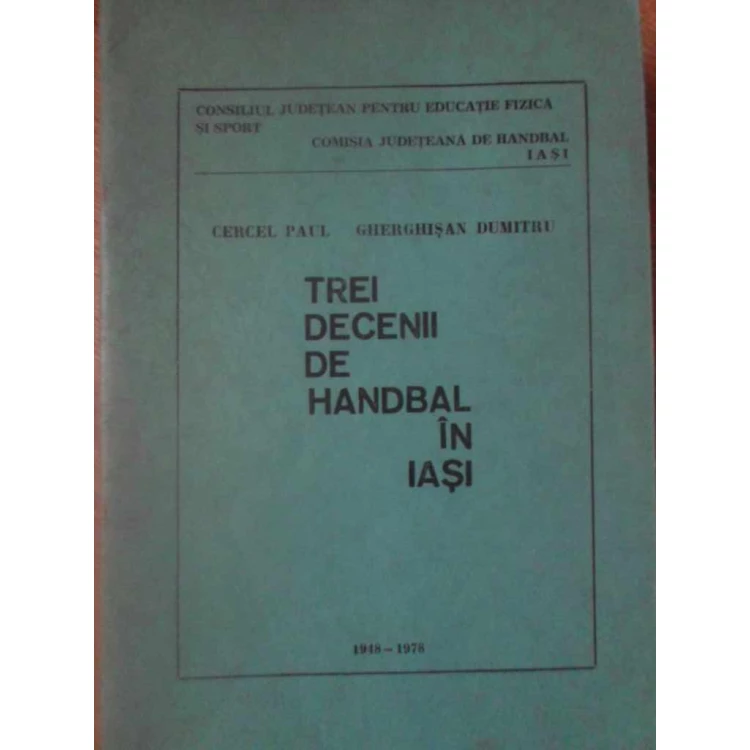 CONSILIUL JUDEȚEAN PENTRU EDUCAȚIE FIZICA
ȘI SPORT
COMISIA JUDEȚEANA DE HANDBAL
IAȘI
CERCEL PAUL GHERGHIȘAN DUMITRU
TREI
DECENII
DE
HANDBAL
ÎN
IAȘI
1948 – 1978